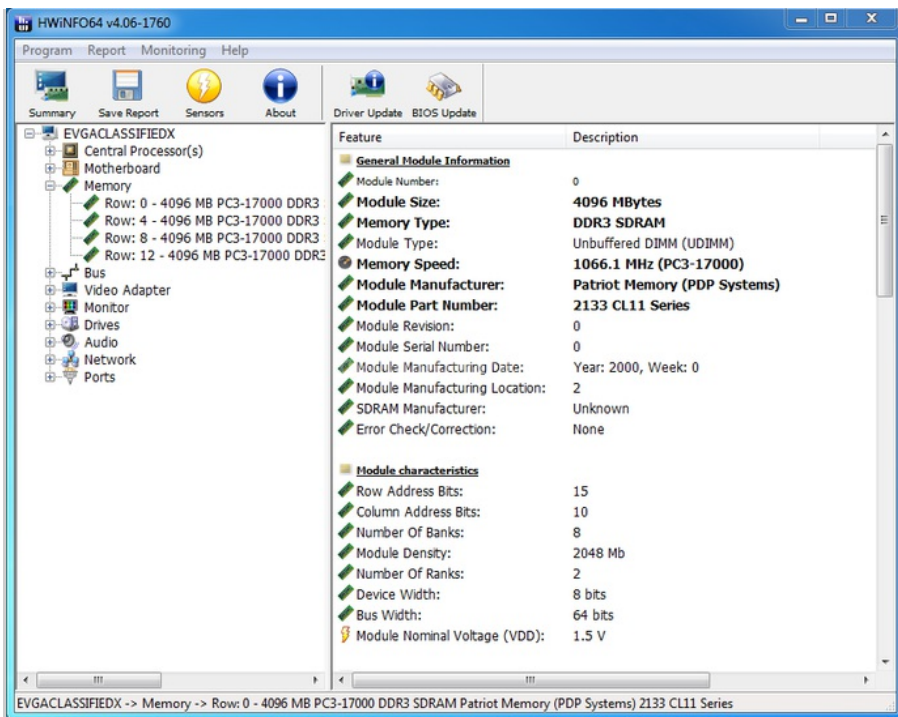 HWiNFO64 v4.06-1760
Program Report Monitoring Help
Summary Save Report Sensors About Driver Update BIOS Update
EVGACLASSIFIEDX
Central Processor(s)
Motherboard
Memory
Row: 0 - 4096 MB PC3-17000 DDR3
Row: 4 - 4096 MB PC3-17000 DDR3
Row: 8 - 4096 MB PC3-17000 DDR3
Row: 12 - 4096 MB PC3-17000 DDR3
Bus
Video Adapter
Monitor
Drives
Audio
Network
Ports
Feature Description
General Module Information
Module Number: 0
Module Size: 4096 MBytes
Memory Type: DDR3 SDRAM
Module Type: Unbuffered DIMM (UDIMM)
Memory Speed: 1066.1 MHz (PC3-17000)
Module Manufacturer: Patriot Memory (PDP Systems)
Module Part Number: 2133 CL11 Series
Module Revision: 0
Module Serial Number: 0
Module Manufacturing Date: Year: 2000, Week: 0
Module Manufacturing Location: 2
SDRAM Manufacturer: Unknown
Error Check/Correction: None
Module characteristics
Row Address Bits: 15
Column Address Bits: 10
Number Of Banks: 8
Module Density: 2048 Mb
Number Of Ranks: 2
Device Width: 8 bits
Bus Width: 64 bits
Module Nominal Voltage (VDD): 1.5 V
EVGACLASSIFIEDX -> Memory -> Row: 0 - 4096 MB PC3-17000 DDR3 SDRAM Patriot Memory (PDP Systems) 2133 CL11 Series